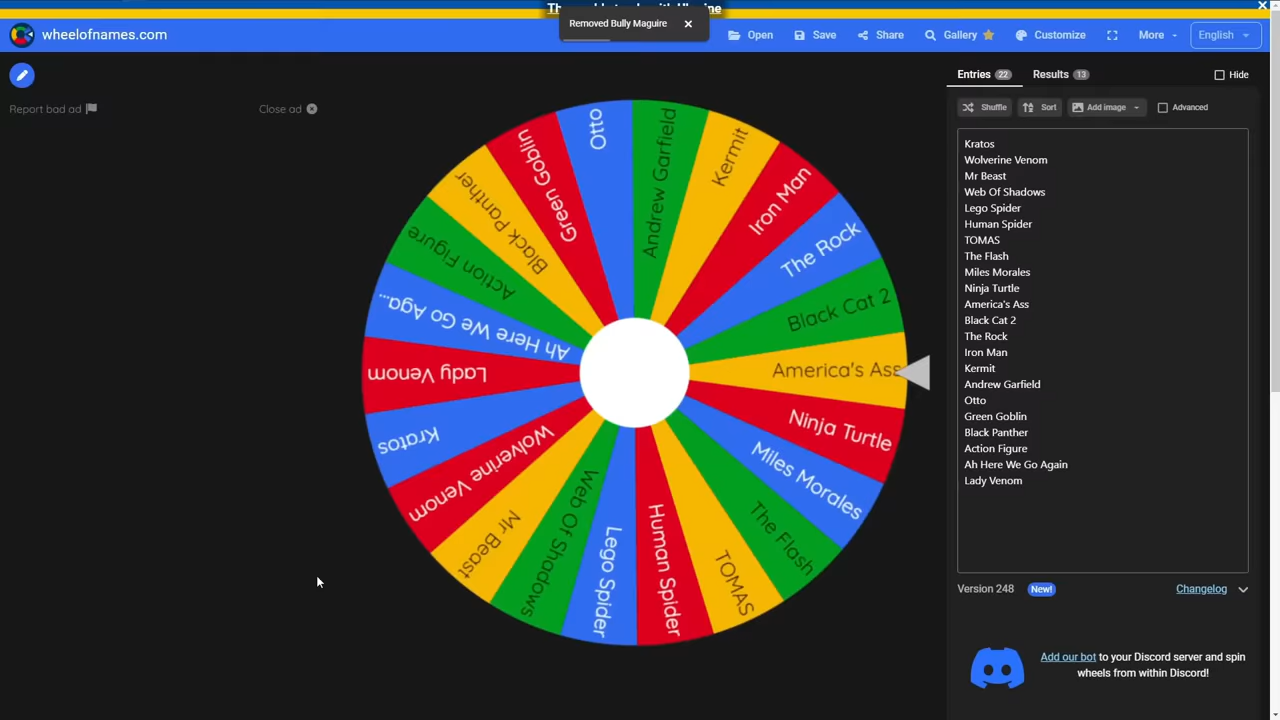 Removed Bully Maguire
wheelofnames.com
Open
Save
Share
Gallery
Customize
More
English
Report bad ad
Close ad
Entries 22
Results 13
Hide
Shuffle
Sort
Add image
Advanced
Kratos
Wolverine Venom
Mr Beast
Web Of Shadows
Lego Spider
Human Spider
TOMAS
The Flash
Miles Morales
Ninja Turtle
America's Ass
Black Cat 2
The Rock
Iron Man
Kermit
Andrew Garfield
Otto
Green Goblin
Black Panther
Action Figure
Ah Here We Go Again
Lady Venom
Otto
Andrew Garfield
Kermit
Iron Man
The Rock
Black Cat 2
America's Ass
Ninja Turtle
Miles Morales
The Flash
TOMAS
Human Spider
Lego Spider
Web Of Shadows
Mr Beast
Wolverine Venom
Kratos
Lady Venom
Ah Here We Go Aga...
Action Figure
Black Panther
Green Goblin
Version 248
New!
Changelog
Add our bot to your Discord server and spin
wheels from within Discord!